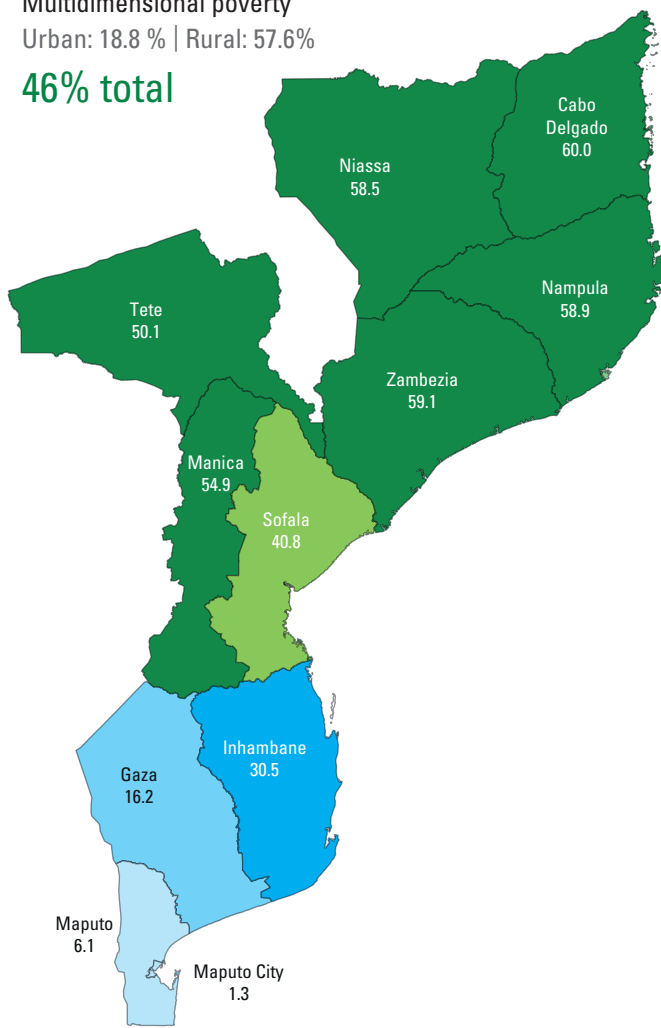 Multidimensional poverty
Urban: 18.8 % | Rural: 57.6%
46% total
Cabo
Delgado
60.0
Niassa
58.5
Nampula
58.9
Tete
50.1
Zambezia
59.1
Manica
54.9
Sofala
40.8
Inhambane
30.5
Gaza
16.2
Maputo
6.1
Maputo City
1.3